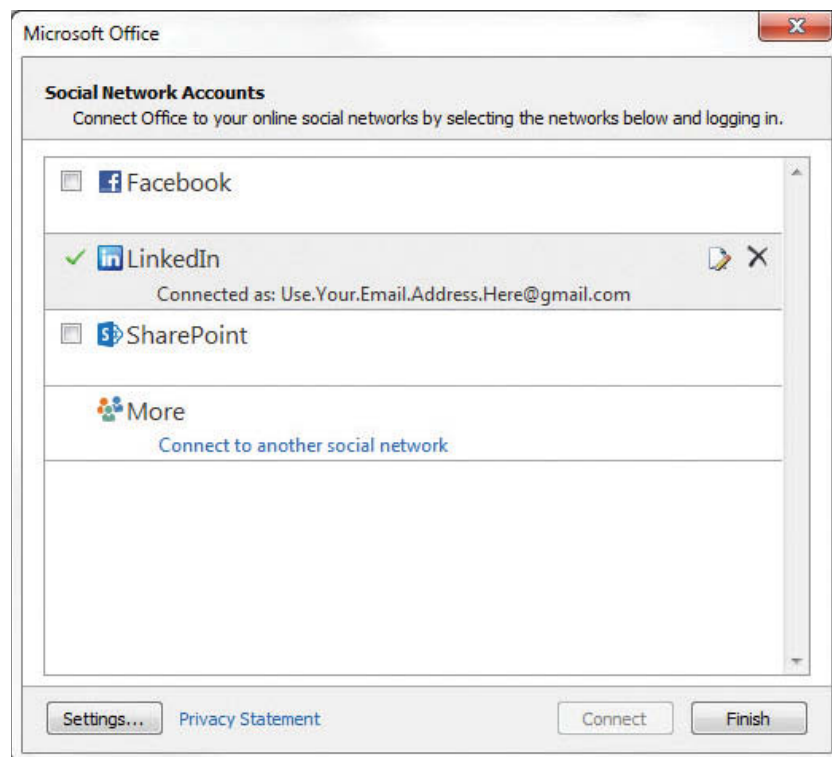 Microsoft Office
Social Network Accounts
Connect Office to your online social networks by selecting the networks below and logging in.
Facebook
LinkedIn
Connected as: Use.Your.Email.Address.Here@gmail.com
SharePoint
More
Connect to another social network
Settings... Privacy Statement Connect Finish